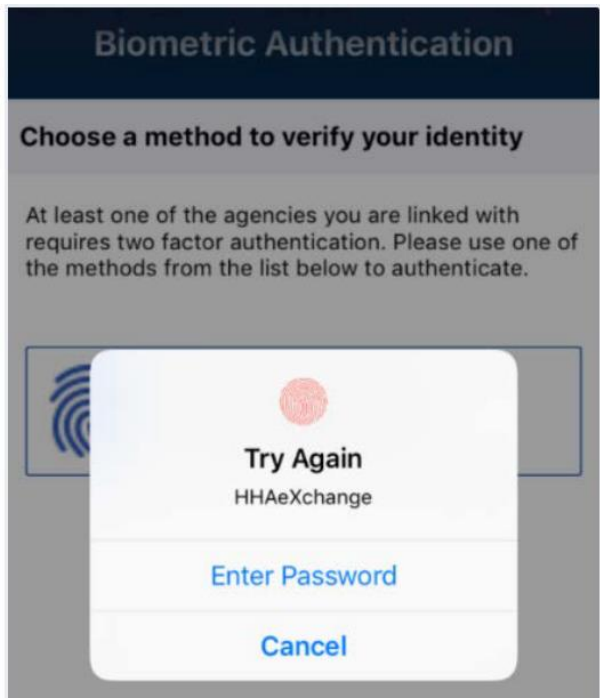 Biometric Authentication
Choose a method to verify your identity
At least one of the agencies you are linked with
requires two factor authentication. Please use one of
the methods from the list below to authenticate.
Try Again
HHAeXchange
Enter Password
Cancel